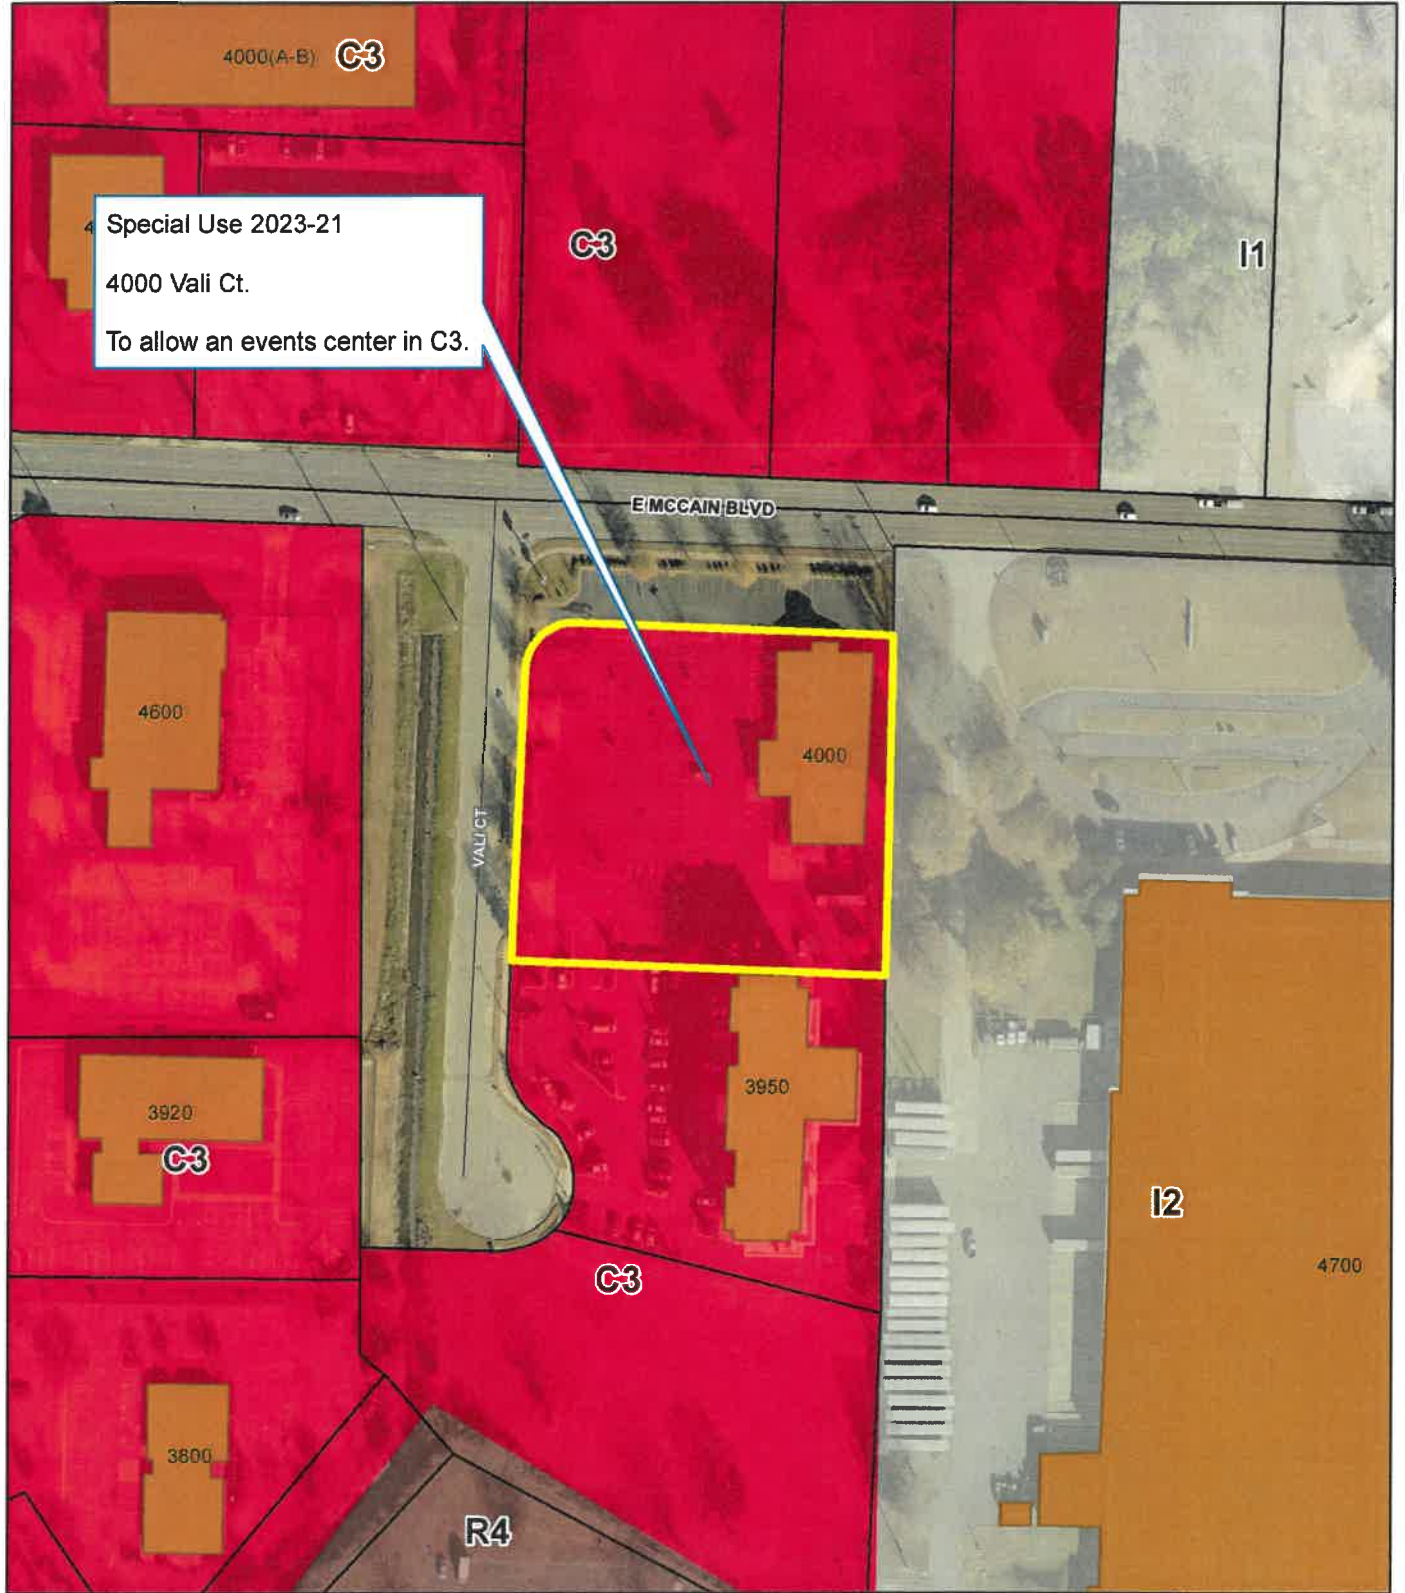 4000(A-B)
C3
4
Special Use 2023-21
4000 Vali Ct.
To allow an events center in C3.
C3
I1
E MCCAIN BLVD
4600
4000
VALI CT
3950
3920
C3
I2
4700
C3
3800
R4